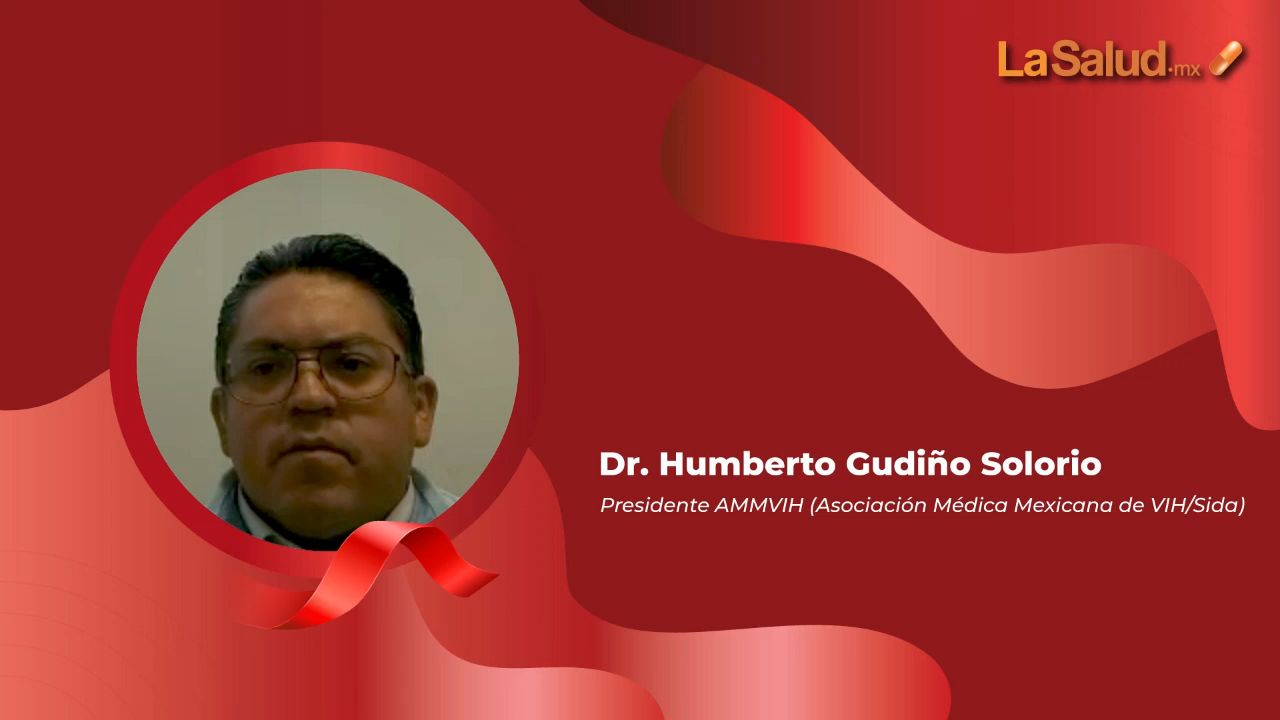 LaSalud.mx
Dr. Humberto Gudiño Solorio
Presidente AMMVIH (Asociación Médica Mexicana de VIH/Sida)